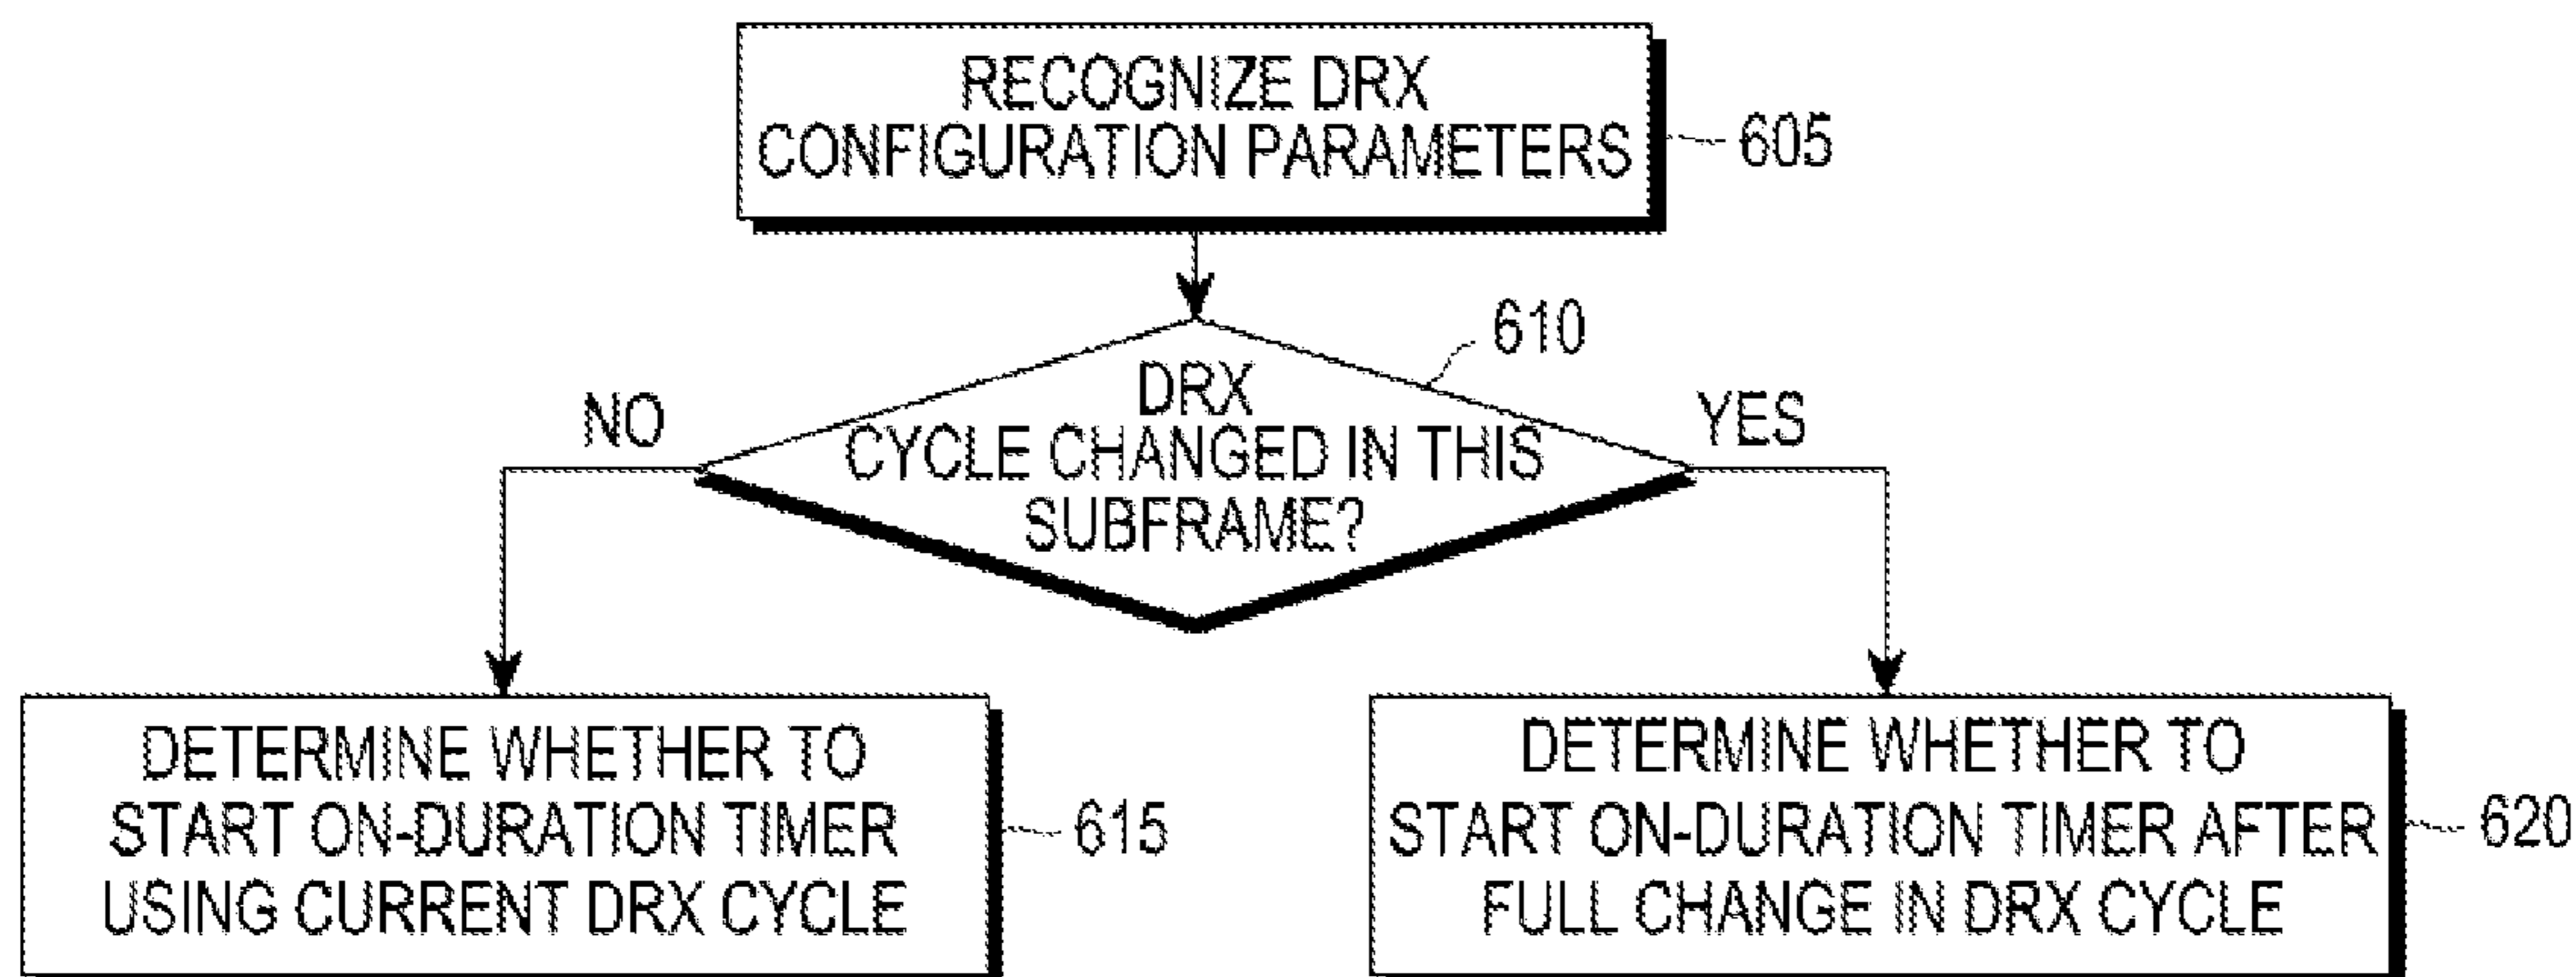 RECOGNIZE DRX
CONFIGURATION PARAMETERS
605
610
DRX
CYCLE CHANGED IN THIS
SUBFRAME?
NO
YES
DETERMINE WHETHER TO
START ON-DURATION TIMER
USING CURRENT DRX CYCLE
615
DETERMINE WHETHER TO
START ON-DURATION TIMER AFTER
FULL CHANGE IN DRX CYCLE
620